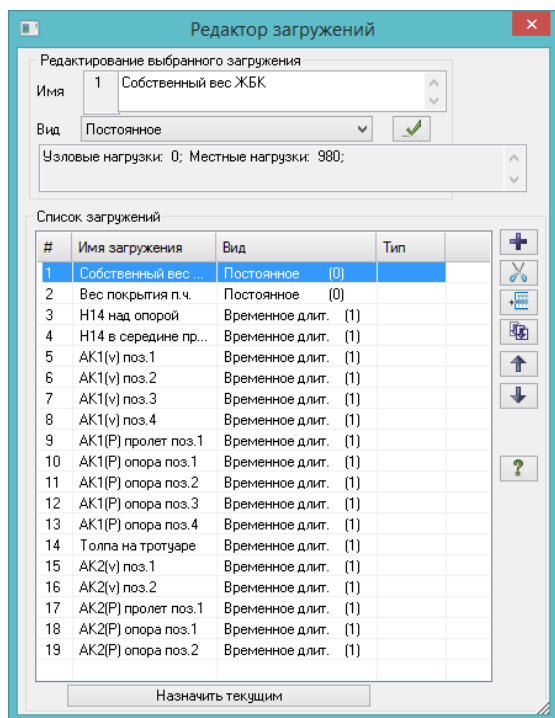 Редактор загружений
Редактирование выбранного загружения
Имя 1 Собственный вес ЖБК
Вид Постоянное
Узловые нагрузки: 0; Местные нагрузки: 980;
Список загружений
# Имя загружения Вид Тип
1 Собственный вес ... Постоянное (0)
2 Вес покрытия п.ч. Постоянное (0)
3 Н14 над опорой Временное длит. (1)
4 Н14 в середине пр... Временное длит. (1)
5 АК1(v) поз.1 Временное длит. (1)
6 АК1(v) поз.2 Временное длит. (1)
7 АК1(v) поз.3 Временное длит. (1)
8 АК1(v) поз.4 Временное длит. (1)
9 АК1(Р) пролет поз.1 Временное длит. (1)
10 АК1(Р) опора поз.1 Временное длит. (1)
11 АК1(Р) опора поз.2 Временное длит. (1)
12 АК1(Р) опора поз.3 Временное длит. (1)
13 АК1(Р) опора поз.4 Временное длит. (1)
14 Толпа на тротуаре Временное длит. (1)
15 АК2(v) поз.1 Временное длит. (1)
16 АК2(v) поз.2 Временное длит. (1)
17 АК2(Р) пролет поз.1 Временное длит. (1)
18 АК2(Р) опора поз.1 Временное длит. (1)
19 АК2(Р) опора поз.2 Временное длит. (1)
Назначить текущим